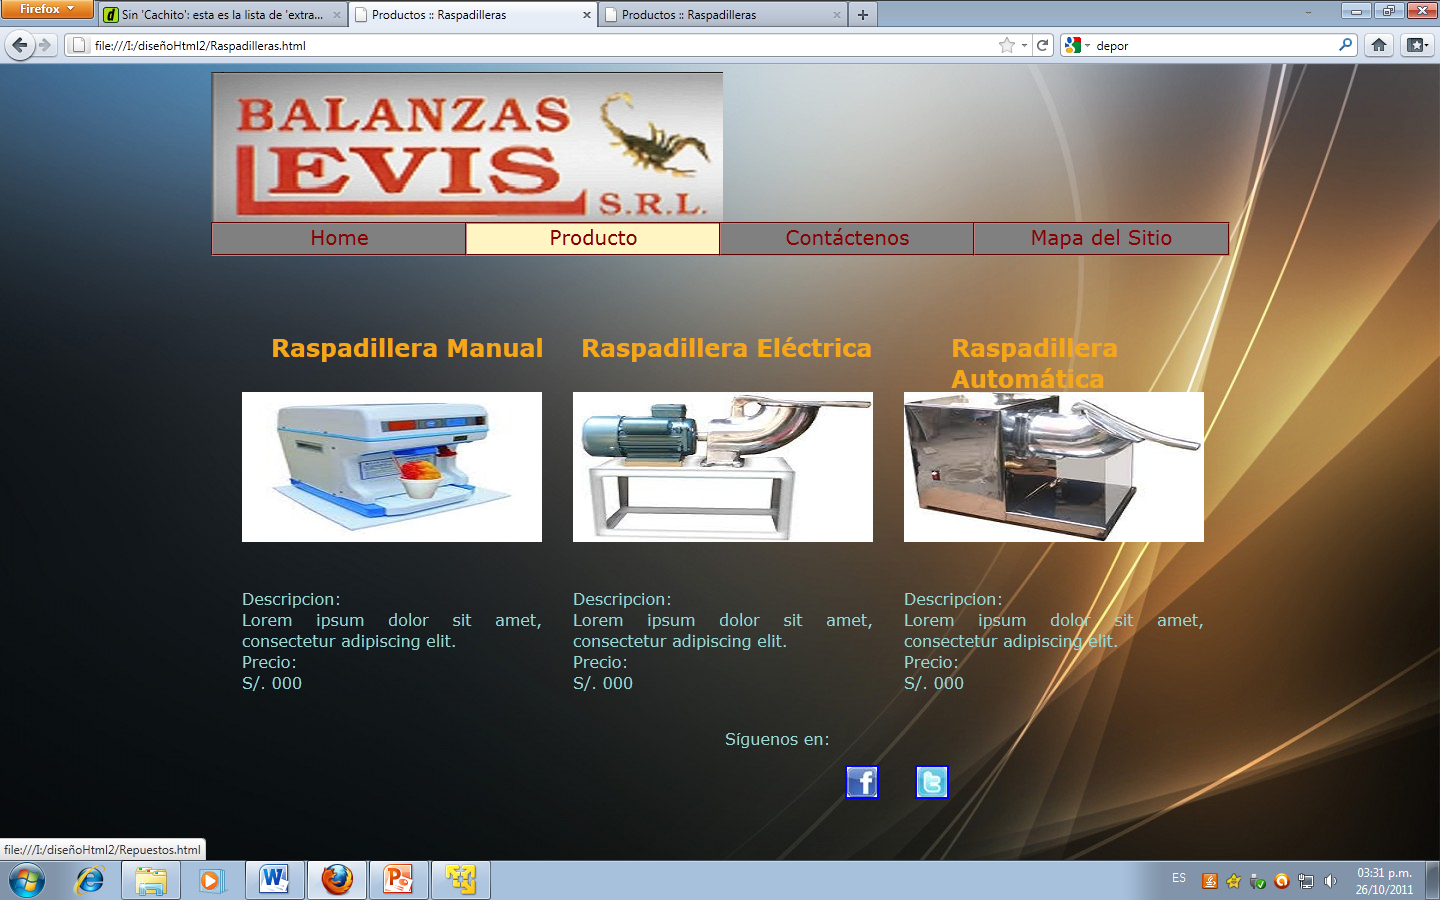 Firefox
Sin 'Cachito': esta es la lista de 'extra...
Productos :: Raspadilleras
Productos :: Raspadilleras
file:///I:/diseñoHtml2/Raspadilleras.html
depor
BALANZAS
LEVIS
S.R.L.
Home
Producto
Contáctenos
Mapa del Sitio
Raspadillera Manual
Raspadillera Eléctrica
Raspadillera
Automática
Descripcion:
Lorem ipsum dolor sit amet,
consectetur adipiscing elit.
Precio:
S/. 000
Descripcion:
Lorem ipsum dolor sit amet,
consectetur adipiscing elit.
Precio:
S/. 000
Descripcion:
Lorem ipsum dolor sit amet,
consectetur adipiscing elit.
Precio:
S/. 000
Síguenos en:
file:///I:/diseñoHtml2/Repuestos.html
ES
03:31 p.m.
26/10/2011